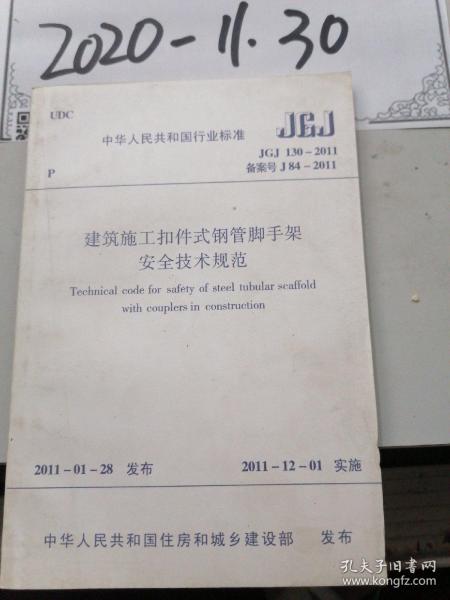 2020-11.30
UDC
中华人民共和国行业标准
JGJ
P
JGJ 130-2011
备案号 J 84-2011
建筑施工扣件式钢管脚手架
安全技术规范
Technical code for safety of steel tubular scaffold
with couplers in construction
2011-01-28 发布
2011-12-01 实施
中华人民共和国住房和城乡建设部 发布
孔夫子旧书网
www.kongfz.com